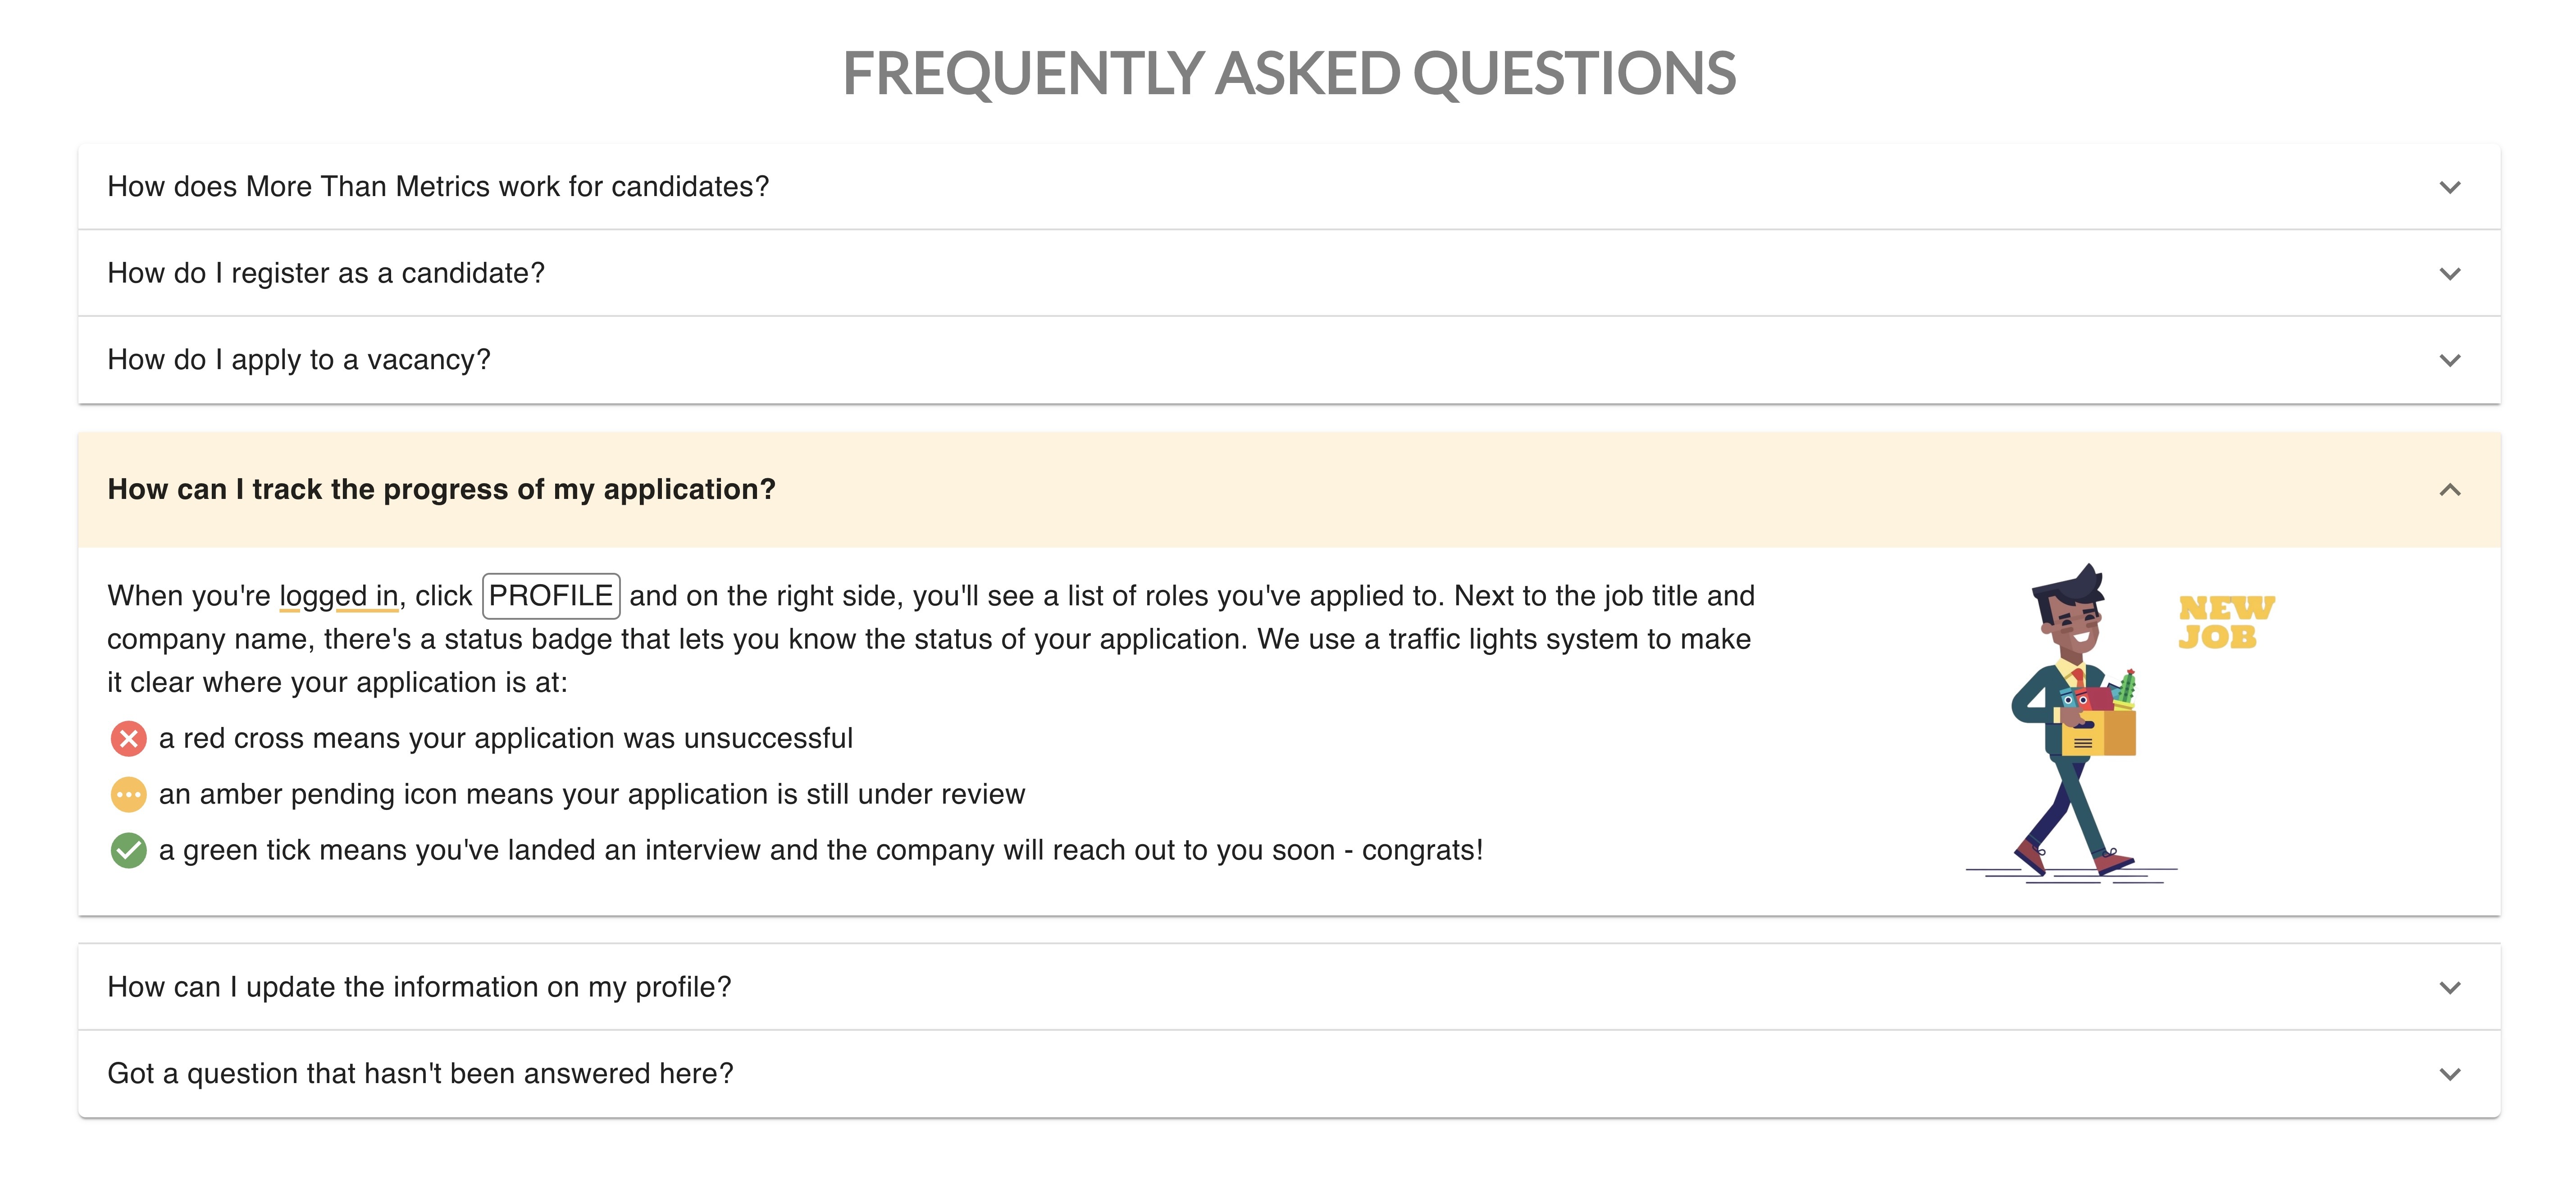 FREQUENTLY ASKED QUESTIONS
How does More Than Metrics work for candidates?
How do I register as a candidate?
How do I apply to a vacancy?
How can I track the progress of my application?
When you're logged in, click PROFILE and on the right side, you'll see a list of roles you've applied to. Next to the job title and
company name, there's a status badge that lets you know the status of your application. We use a traffic lights system to make
it clear where your application is at:
a red cross means your application was unsuccessful
an amber pending icon means your application is still under review
a green tick means you've landed an interview and the company will reach out to you soon - congrats!
NEW
JOB
How can I update the information on my profile?
Got a question that hasn't been answered here?